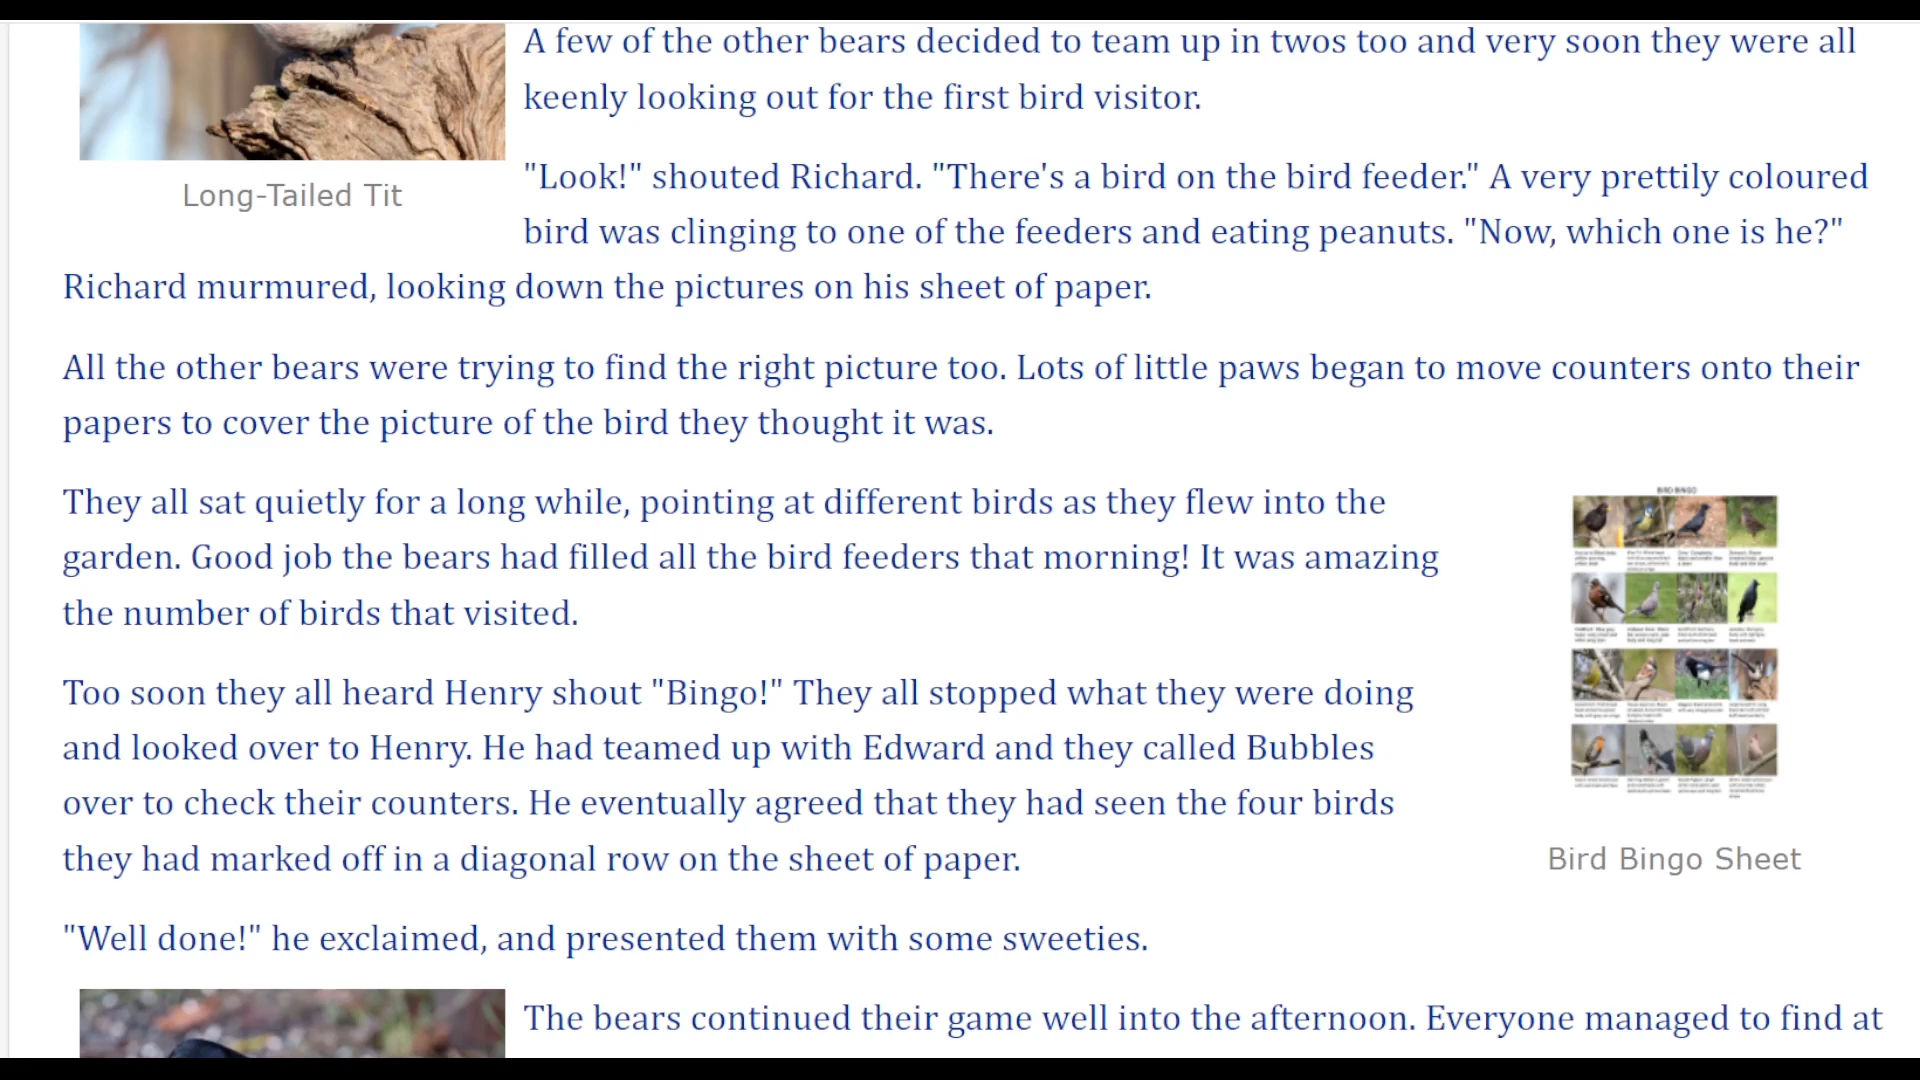 A few of the other bears decided to team up in twos too and very soon they were all
keenly looking out for the first bird visitor.
Long-Tailed Tit
"Look!" shouted Richard. "There's a bird on the bird feeder." A very prettily coloured
bird was clinging to one of the feeders and eating peanuts. "Now, which one is he?"
Richard murmured, looking down the pictures on his sheet of paper.
All the other bears were trying to find the right picture too. Lots of little paws began to move counters onto their
papers to cover the picture of the bird they thought it was.
They all sat quietly for a long while, pointing at different birds as they flew into the
garden. Good job the bears had filled all the bird feeders that morning! It was amazing
the number of birds that visited.
Too soon they all heard Henry shout "Bingo!" They all stopped what they were doing
and looked over to Henry. He had teamed up with Edward and they called Bubbles
over to check their counters. He eventually agreed that they had seen the four birds
they had marked off in a diagonal row on the sheet of paper.
BIRD BINGO
Bird Bingo Sheet
"Well done!" he exclaimed, and presented them with some sweeties.
The bears continued their game well into the afternoon. Everyone managed to find at